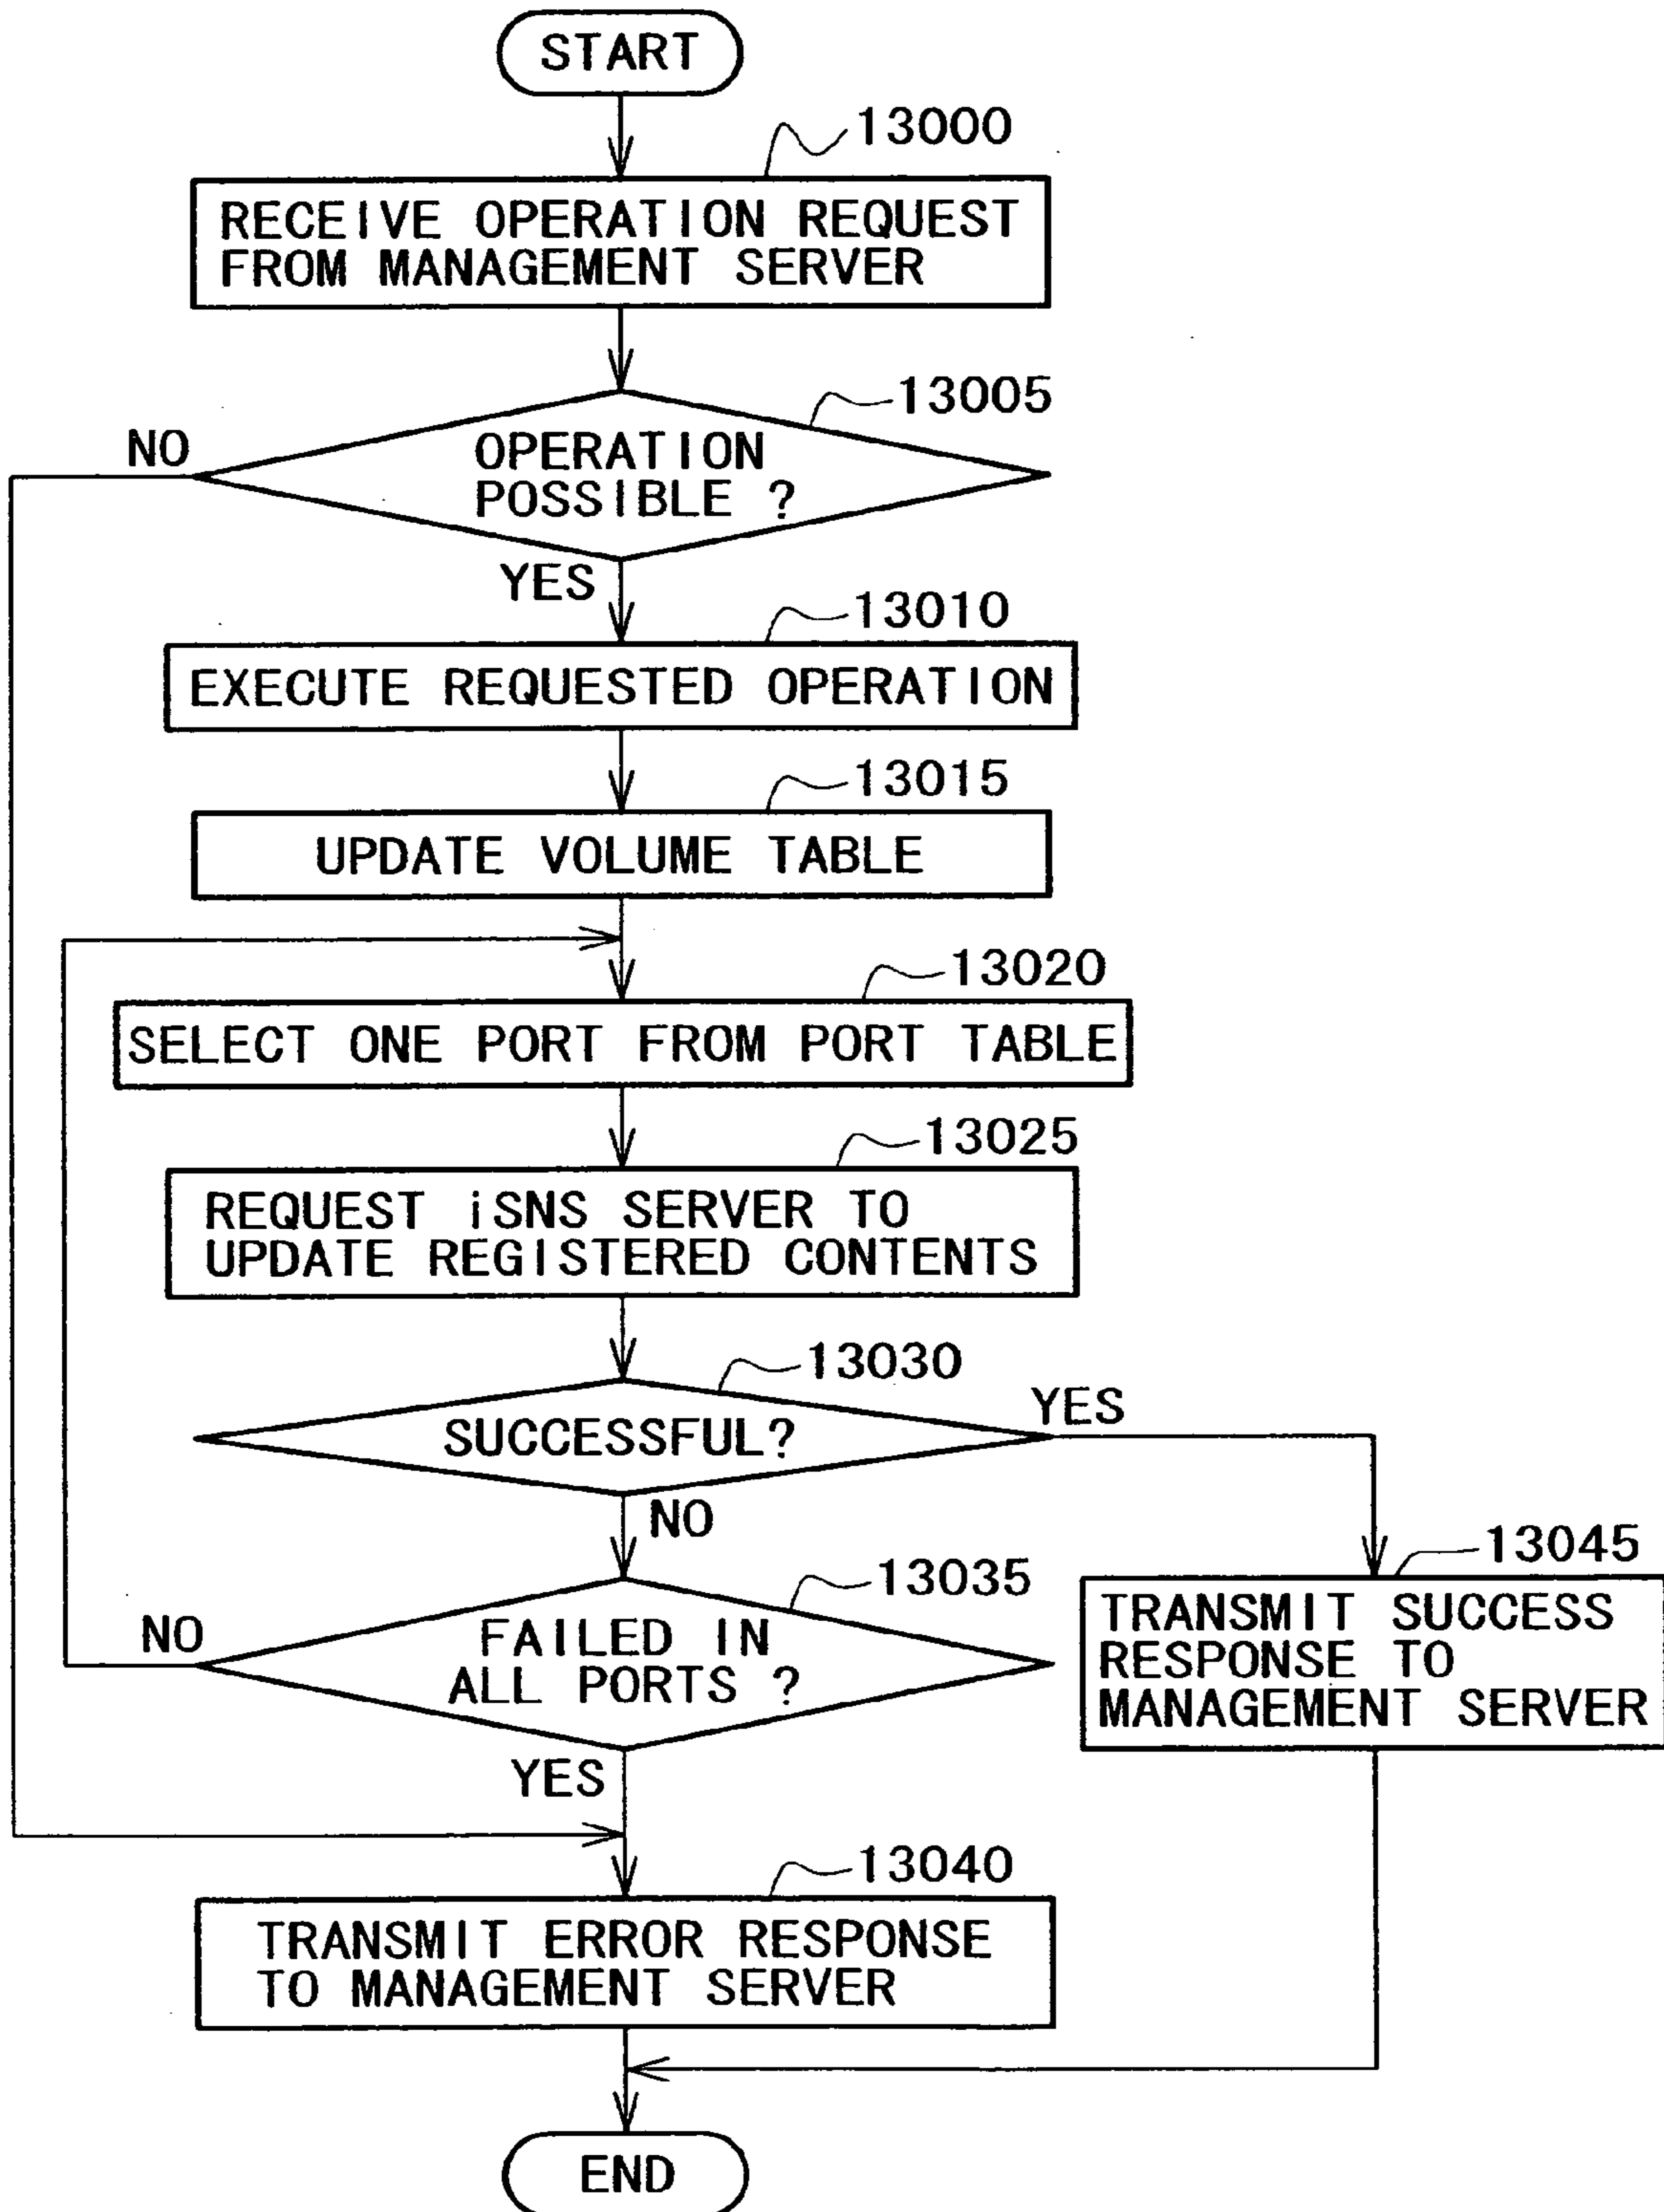 START
13000
RECEIVE OPERATION REQUEST
FROM MANAGEMENT SERVER
13005
NO
OPERATION
POSSIBLE ?
YES
13010
EXECUTE REQUESTED OPERATION
13015
UPDATE VOLUME TABLE
13020
SELECT ONE PORT FROM PORT TABLE
13025
REQUEST iSNS SERVER TO
UPDATE REGISTERED CONTENTS
13030
YES
SUCCESSFUL?
NO
13035
13045
NO
FAILED IN
ALL PORTS ?
TRANSMIT SUCCESS
RESPONSE TO
MANAGEMENT SERVER
YES
13040
TRANSMIT ERROR RESPONSE
TO MANAGEMENT SERVER
END